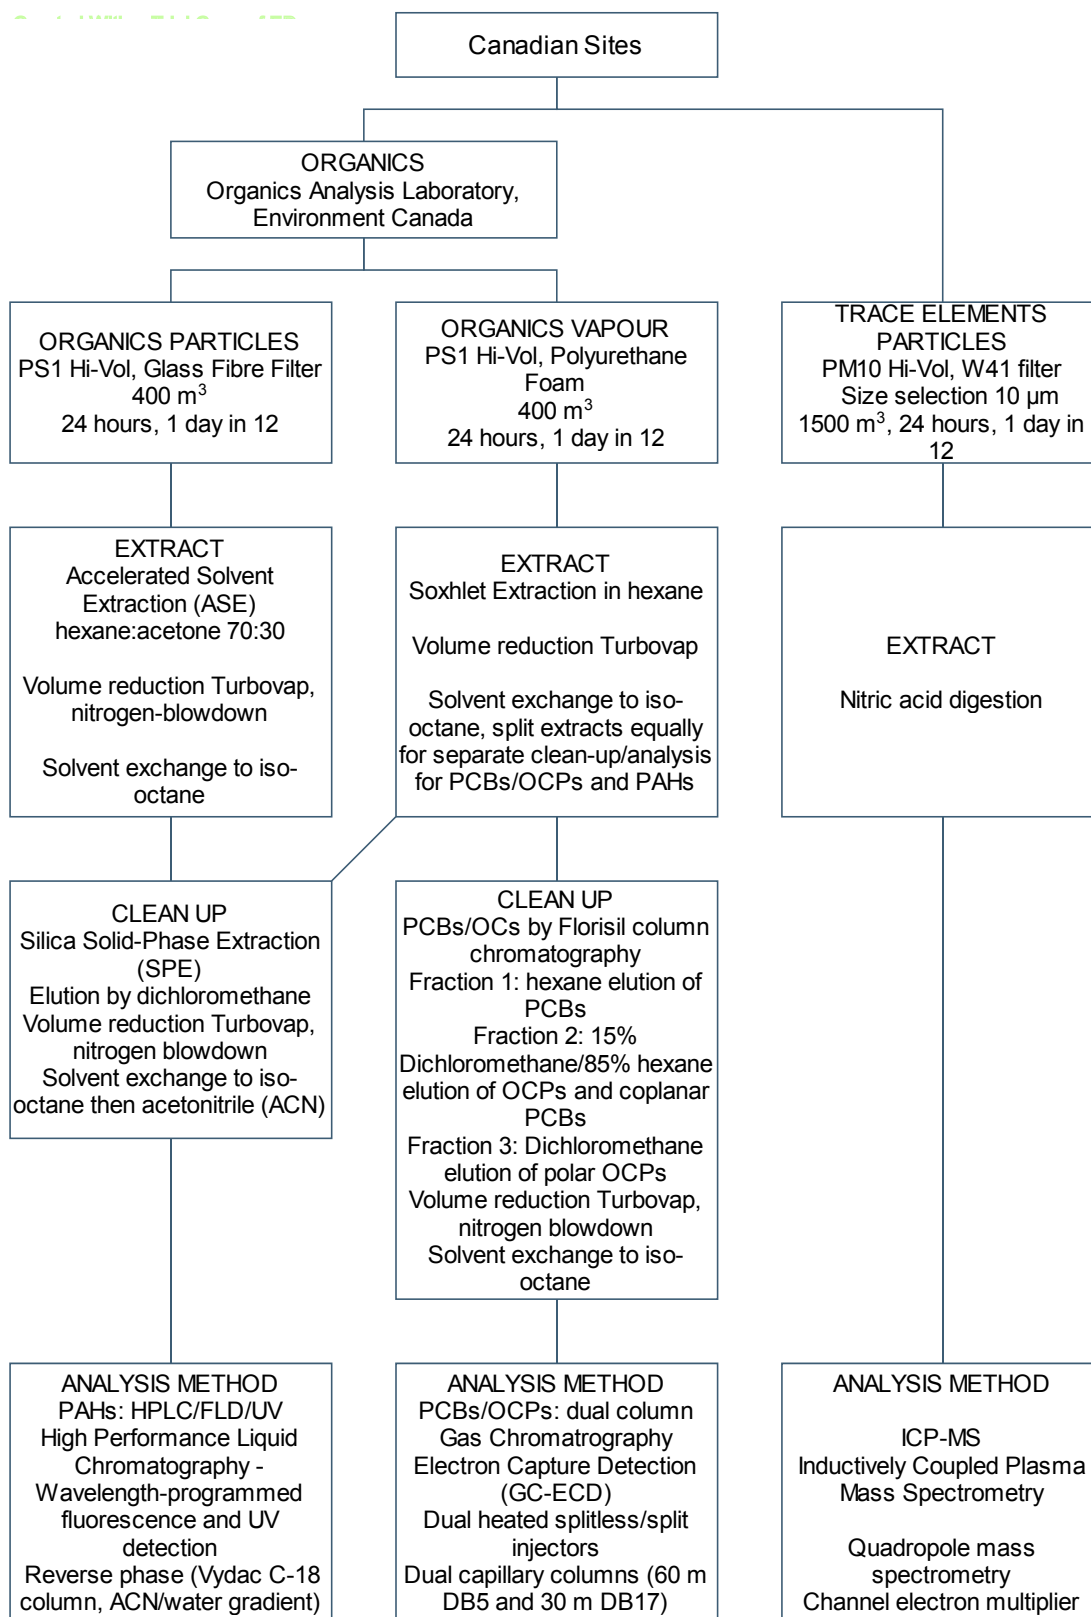 Canadian Sites
ORGANICS
Organics Analysis Laboratory,
Environment Canada
ORGANICS PARTICLES
PS1 Hi-Vol, Glass Fibre Filter
400 m³
24 hours, 1 day in 12
ORGANICS VAPOUR
PS1 Hi-Vol, Polyurethane
Foam
400 m³
24 hours, 1 day in 12
TRACE ELEMENTS
PARTICLES
PM10 Hi-Vol, W41 filter
Size selection 10 µm
1500 m³, 24 hours, 1 day in
12
EXTRACT
Accelerated Solvent
Extraction (ASE)
hexane:acetone 70:30
Volume reduction Turbovap,
nitrogen-blowdown
Solvent exchange to iso-
octane
EXTRACT
Soxhlet Extraction in hexane
Volume reduction Turbovap
Solvent exchange to iso-
octane, split extracts equally
for separate clean-up/analysis
for PCBs/OCPs and PAHs
EXTRACT
Nitric acid digestion
CLEAN UP
Silica Solid-Phase Extraction
(SPE)
Elution by dichloromethane
Volume reduction Turbovap,
nitrogen blowdown
Solvent exchange to iso-
octane then acetonitrile (ACN)
CLEAN UP
PCBs/OCs by Florisil column
chromatography
Fraction 1: hexane elution of
PCBs
Fraction 2: 15%
Dichloromethane/85% hexane
elution of OCPs and coplanar
PCBs
Fraction 3: Dichloromethane
elution of polar OCPs
Volume reduction Turbovap,
nitrogen blowdown
Solvent exchange to iso-
octane
ANALYSIS METHOD
PAHs: HPLC/FLD/UV
High Performance Liquid
Chromatography -
Wavelength-programmed
fluorescence and UV
detection
Reverse phase (Vydac C-18
column, ACN/water gradient)
ANALYSIS METHOD
PCBs/OCPs: dual column
Gas Chromatrography
Electron Capture Detection
(GC-ECD)
Dual heated splitless/split
injectors
Dual capillary columns (60 m
DB5 and 30 m DB17)
ANALYSIS METHOD
ICP-MS
Inductively Coupled Plasma
Mass Spectrometry
Quadropole mass
spectrometry
Channel electron multiplier